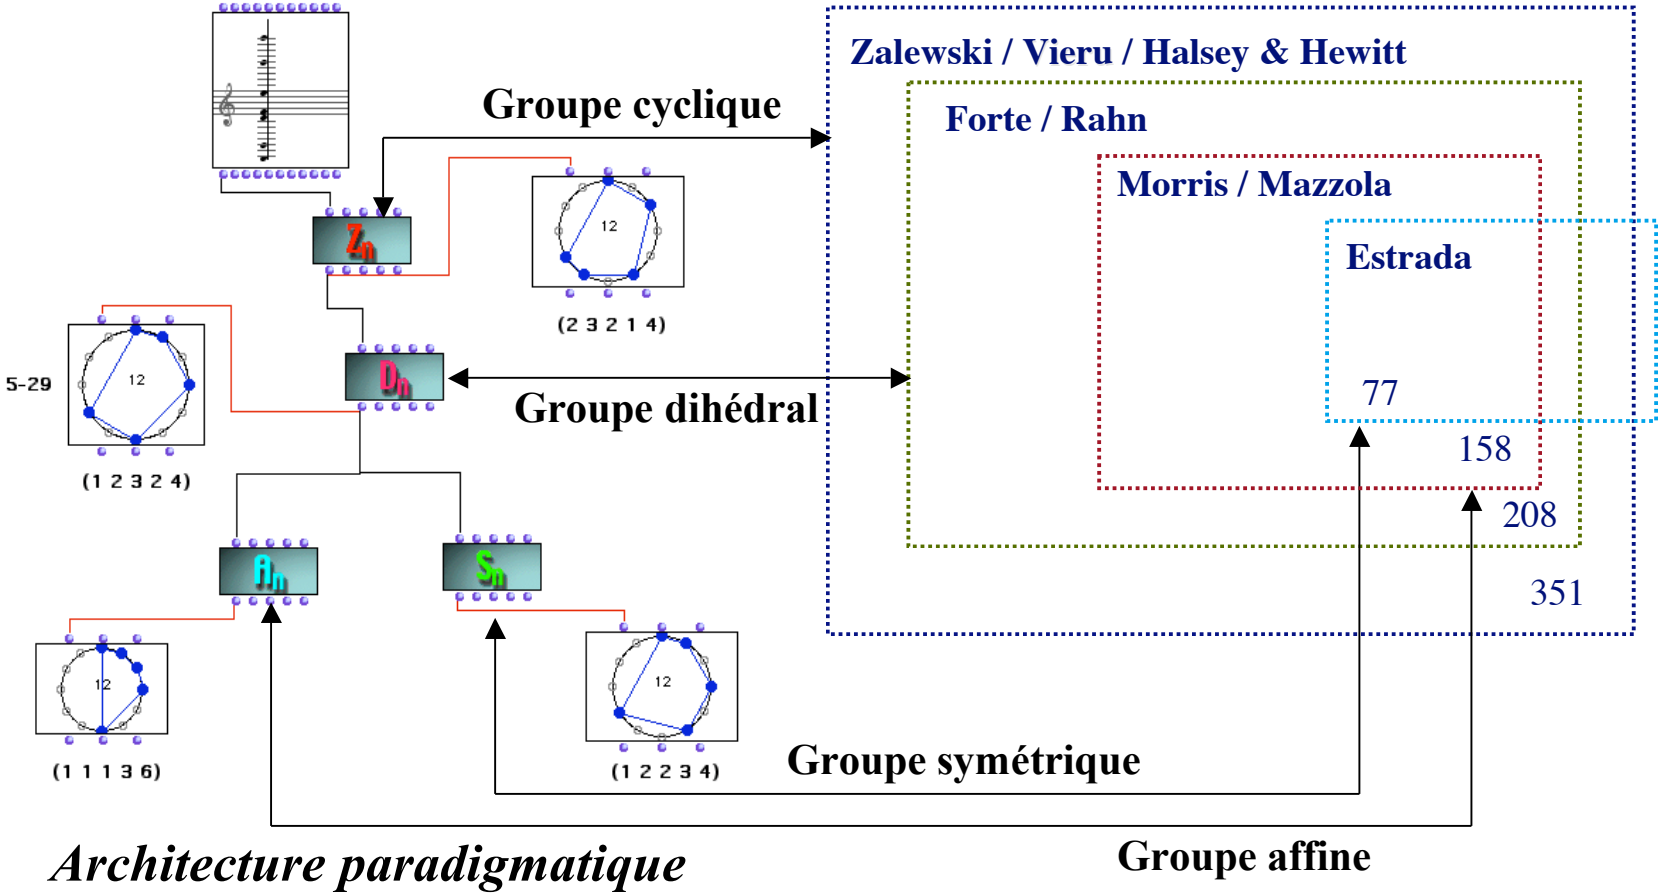 Zalewski / Vieru / Halsey & Hewitt
Groupe cyclique
Forte / Rahn
Morris / Mazzola
Zn
12
Estrada
(2 3 2 1 4)
5-29
12
Dn
Groupe dihédral
77
(1 2 3 2 4)
158
208
An
Sn
351
12
12
(1 1 1 3 6)
(1 2 2 3 4)
Groupe symétrique
Architecture paradigmatique
Groupe affine